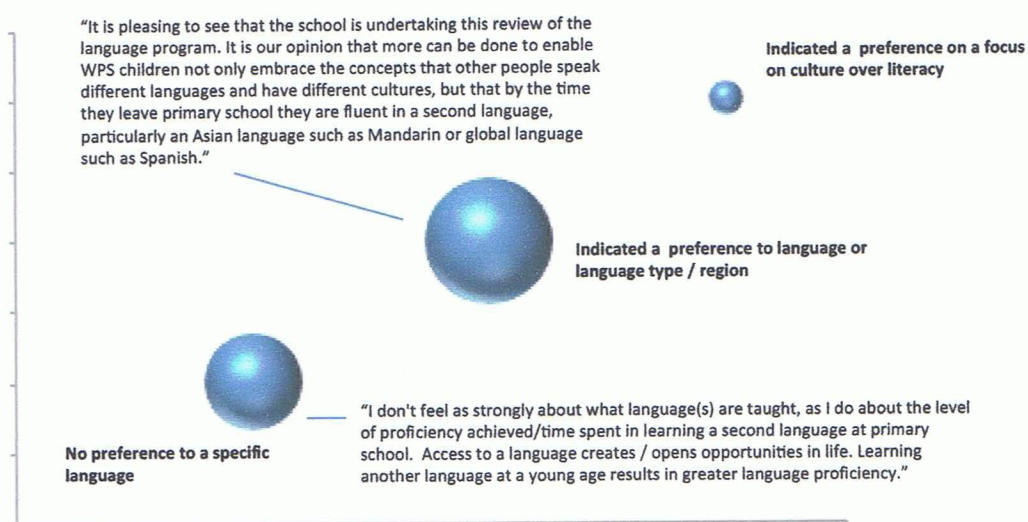 "It is pleasing to see that the school is undertaking this review of the
language program. It is our opinion that more can be done to enable
WPS children not only embrace the concepts that other people speak
different languages and have different cultures, but that by the time
they leave primary school they are fluent in a second language,
particularly an Asian language such as Mandarin or global language
such as Spanish."
Indicated a preference on a focus
on culture over literacy
Indicated a preference to language or
language type / region
"I don't feel as strongly about what language(s) are taught, as I do about the level
of proficiency achieved/time spent in learning a second language at primary
school. Access to a language creates / opens opportunities in life. Learning
another language at a young age results in greater language proficiency."
No preference to a specific
language